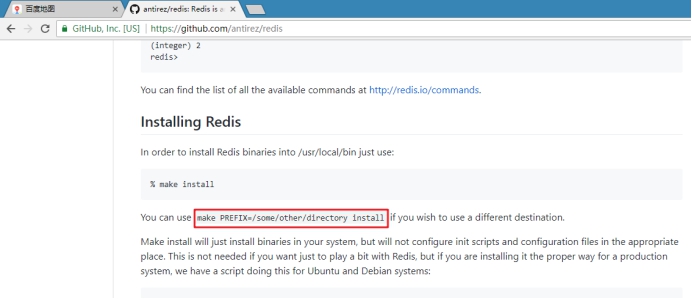 百度地图
antirez/redis: Redis is a
GitHub, Inc. [US] | https://github.com/antirez/redis
(integer) 2
redis>
You can find the list of all the available commands at http://redis.io/commands.
Installing Redis
In order to install Redis binaries into /usr/local/bin just use:
% make install
You can use make PREFIX=/some/other/directory install if you wish to use a different destination.
Make install will just install binaries in your system, but will not configure init scripts and configuration files in the appropriate
place. This is not needed if you want just to play a bit with Redis, but if you are installing it the proper way for a production
system, we have a script doing this for Ubuntu and Debian systems: